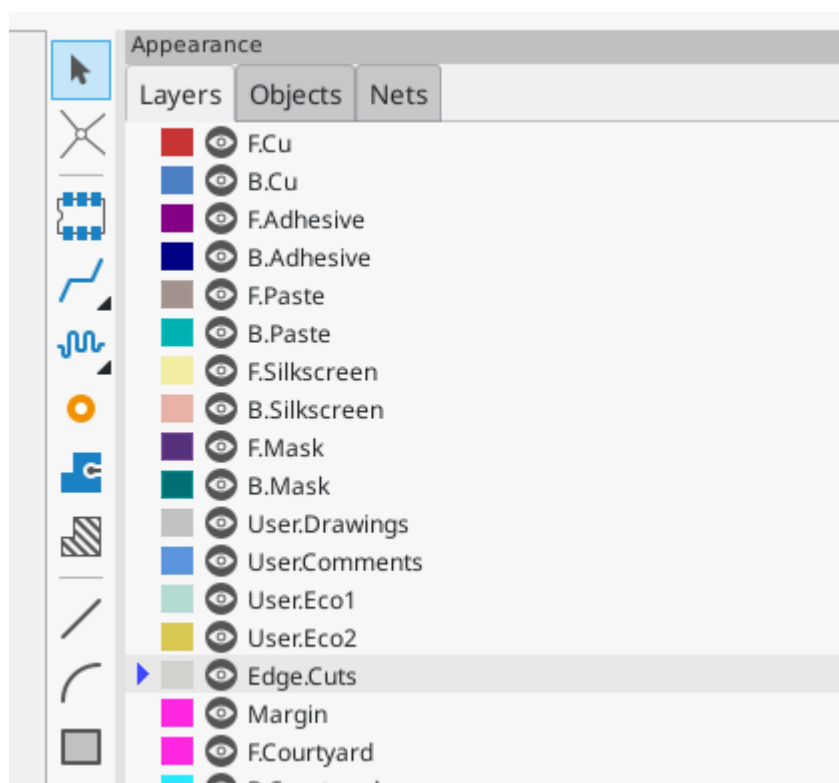 Appearance
Layers Objects Nets
F.Cu
B.Cu
F.Adhesive
B.Adhesive
F.Paste
B.Paste
F.Silkscreen
B.Silkscreen
F.Mask
B.Mask
User.Drawings
User.Comments
User.Eco1
User.Eco2
Edge.Cuts
Margin
F.Courtyard